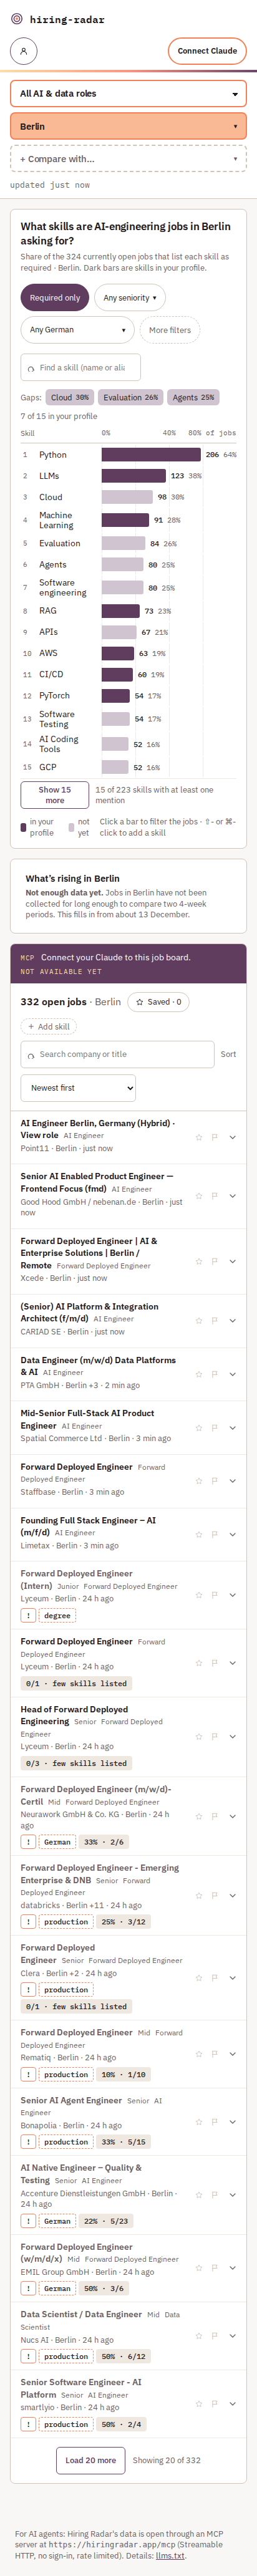 hiring-radar
Connect Claude
All AI & data roles
Berlin
+ Compare with...
updated just now
What skills are AI-engineering jobs in Berlin
asking for?
Share of the 324 currently open jobs that list each skill as
required · Berlin. Dark bars are skills in your profile.
Required only
Any seniority
Any German
More filters
Find a skill (name or ali
Gaps: Cloud 30% Evaluation 26% Agents 25%
7 of 15 in your profile
Skill 0% 40% 80% of jobs
1 Python 206 64%
2 LLMs 123 38%
3 Cloud 98 30%
4 Machine
Learning 91 28%
5 Evaluation 84 26%
6 Agents 80 25%
7 Software
engineering 80 25%
8 RAG 73 23%
9 APIs 67 21%
10 AWS 63 19%
11 CI/CD 60 19%
12 PyTorch 54 17%
13 Software
Testing 54 17%
14 AI Coding
Tools 52 16%
15 GCP 52 16%
Show 15
more
15 of 223 skills with at least one
mention
in your
profile
not
yet
Click a bar to filter the jobs · ⇧- or ⌘-
click to add a skill
What's rising in Berlin
Not enough data yet. Jobs in Berlin have not been
collected for long enough to compare two 4-week
periods. This fills in from about 13 December.
MCP Connect your Claude to this job board.
NOT AVAILABLE YET
332 open jobs · Berlin
Saved · 0
+ Add skill
Search company or title
Sort
Newest first
AI Engineer Berlin, Germany (Hybrid) ·
View role AI Engineer
Point11 · Berlin · just now
Senior AI Enabled Product Engineer —
Frontend Focus (fmd) AI Engineer
Good Hood GmbH / nebenan.de · Berlin · just
now
Forward Deployed Engineer | AI &
Enterprise Solutions | Berlin /
Remote Forward Deployed Engineer
Xcede · Berlin · just now
(Senior) AI Platform & Integration
Architect (f/m/d) AI Engineer
CARIAD SE · Berlin · just now
Data Engineer (m/w/d) Data Platforms
& AI AI Engineer
PTA GmbH · Berlin +3 · 2 min ago
Mid-Senior Full-Stack AI Product
Engineer AI Engineer
Spatial Commerce Ltd · Berlin · 3 min ago
Forward Deployed Engineer Forward
Deployed Engineer
Staffbase · Berlin · 3 min ago
Founding Full Stack Engineer – AI
(m/f/d) AI Engineer
Limetax · Berlin · 3 min ago
Forward Deployed Engineer
(Intern) Junior Forward Deployed Engineer
Lyceum · Berlin · 24 h ago
! degree
Forward Deployed Engineer Forward
Deployed Engineer
Lyceum · Berlin · 24 h ago
0/1 · few skills listed
Head of Forward Deployed
Engineering Senior Forward Deployed
Engineer
Lyceum · Berlin · 24 h ago
0/3 · few skills listed
Forward Deployed Engineer (m/w/d)-
Certil Mid Forward Deployed Engineer
Neurawork GmbH & Co. KG · Berlin · 24 h
ago
! German 33% · 2/6
Forward Deployed Engineer - Emerging
Enterprise & DNB Senior Forward
Deployed Engineer
databricks · Berlin +11 · 24 h ago
! production 25% · 3/12
Forward Deployed
Engineer Senior Forward Deployed Engineer
Clera · Berlin +2 · 24 h ago
! production
0/1 · few skills listed
Forward Deployed Engineer Mid Forward
Deployed Engineer
Rematiq · Berlin · 24 h ago
! production 10% · 1/10
Senior AI Agent Engineer Senior AI
Engineer
Bonapolia · Berlin · 24 h ago
! production 33% · 5/15
AI Native Engineer – Quality &
Testing Senior AI Engineer
Accenture Dienstleistungen GmbH · Berlin ·
24 h ago
! German 22% · 5/23
Forward Deployed Engineer
(w/m/d/x) Mid Forward Deployed Engineer
EMIL Group GmbH · Berlin · 24 h ago
! German 50% · 3/6
Data Scientist / Data Engineer Mid Data
Scientist
Nucs AI · Berlin · 24 h ago
! production 50% · 6/12
Senior Software Engineer - AI
Platform Senior AI Engineer
smartlyio · Berlin · 24 h ago
! production 50% · 2/4
Load 20 more
Showing 20 of 332
For AI agents: Hiring Radar's data is open through an MCP
server at https://hiringradar.app/mcp (Streamable
HTTP, no sign-in, rate limited). Details: llms.txt.